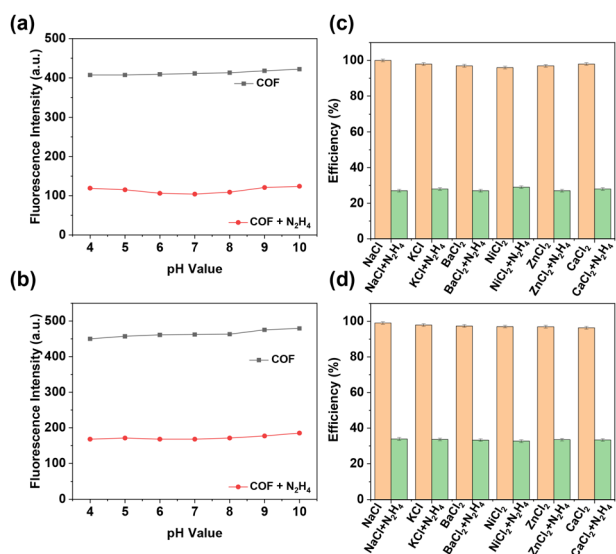 (a)
Fluorescence Intensity (a.u.)
500
400
300
200
100
0
COF
COF + N₂H₄
4 5 6 7 8 9 10
pH Value
(c)
Efficiency (%)
100
80
60
40
20
0
NaCl
NaCl+N₂H₄
KCl
KCl+N₂H₄
BaCl₂
BaCl₂+N₂H₄
NiCl₂
NiCl₂+N₂H₄
ZnCl₂
ZnCl₂+N₂H₄
CaCl₂
CaCl₂+N₂H₄
(b)
Fluorescence Intensity (a.u.)
500
400
300
200
100
0
COF
COF + N₂H₄
4 5 6 7 8 9 10
pH Value
(d)
Efficiency (%)
100
80
60
40
20
0
NaCl
NaCl+N₂H₄
KCl
KCl+N₂H₄
BaCl₂
BaCl₂+N₂H₄
NiCl₂
NiCl₂+N₂H₄
ZnCl₂
ZnCl₂+N₂H₄
CaCl₂
CaCl₂+N₂H₄